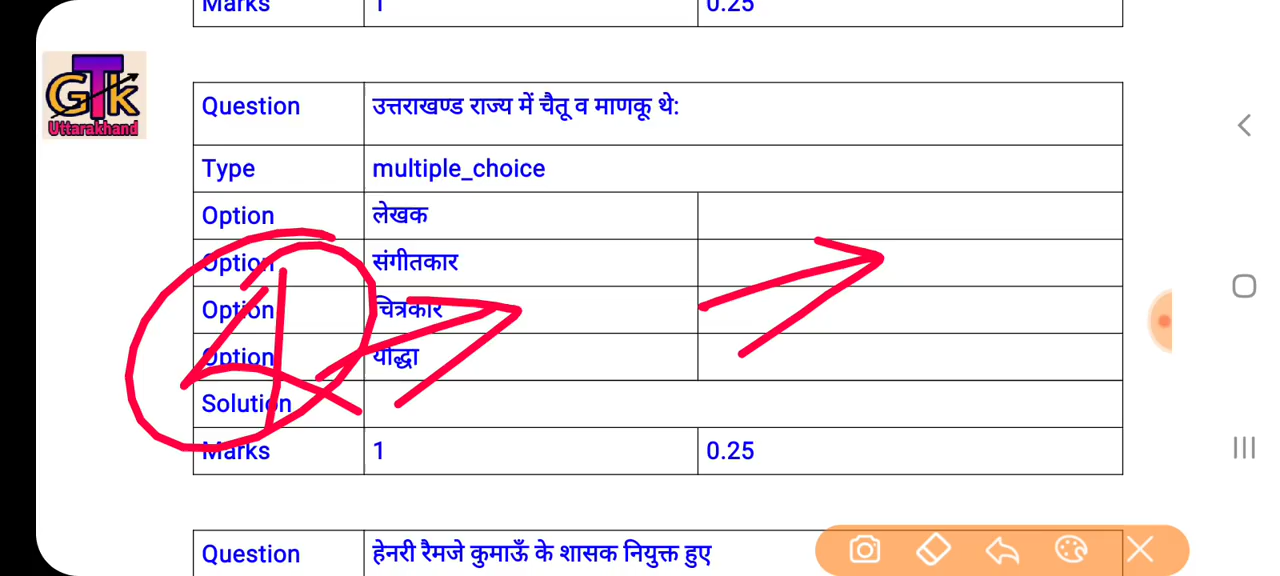 Marks 1 0.25
GTK
Uttarakhand
Question उत्तराखण्ड राज्य में चैतू व माणकू थे:
Type multiple_choice
Option लेखक
Option संगीतकार
Option चित्रकार
Option योद्धा
Solution
Marks 1 0.25
Question हेनरी रैमजे कुमाऊँ के शासक नियुक्त हुए